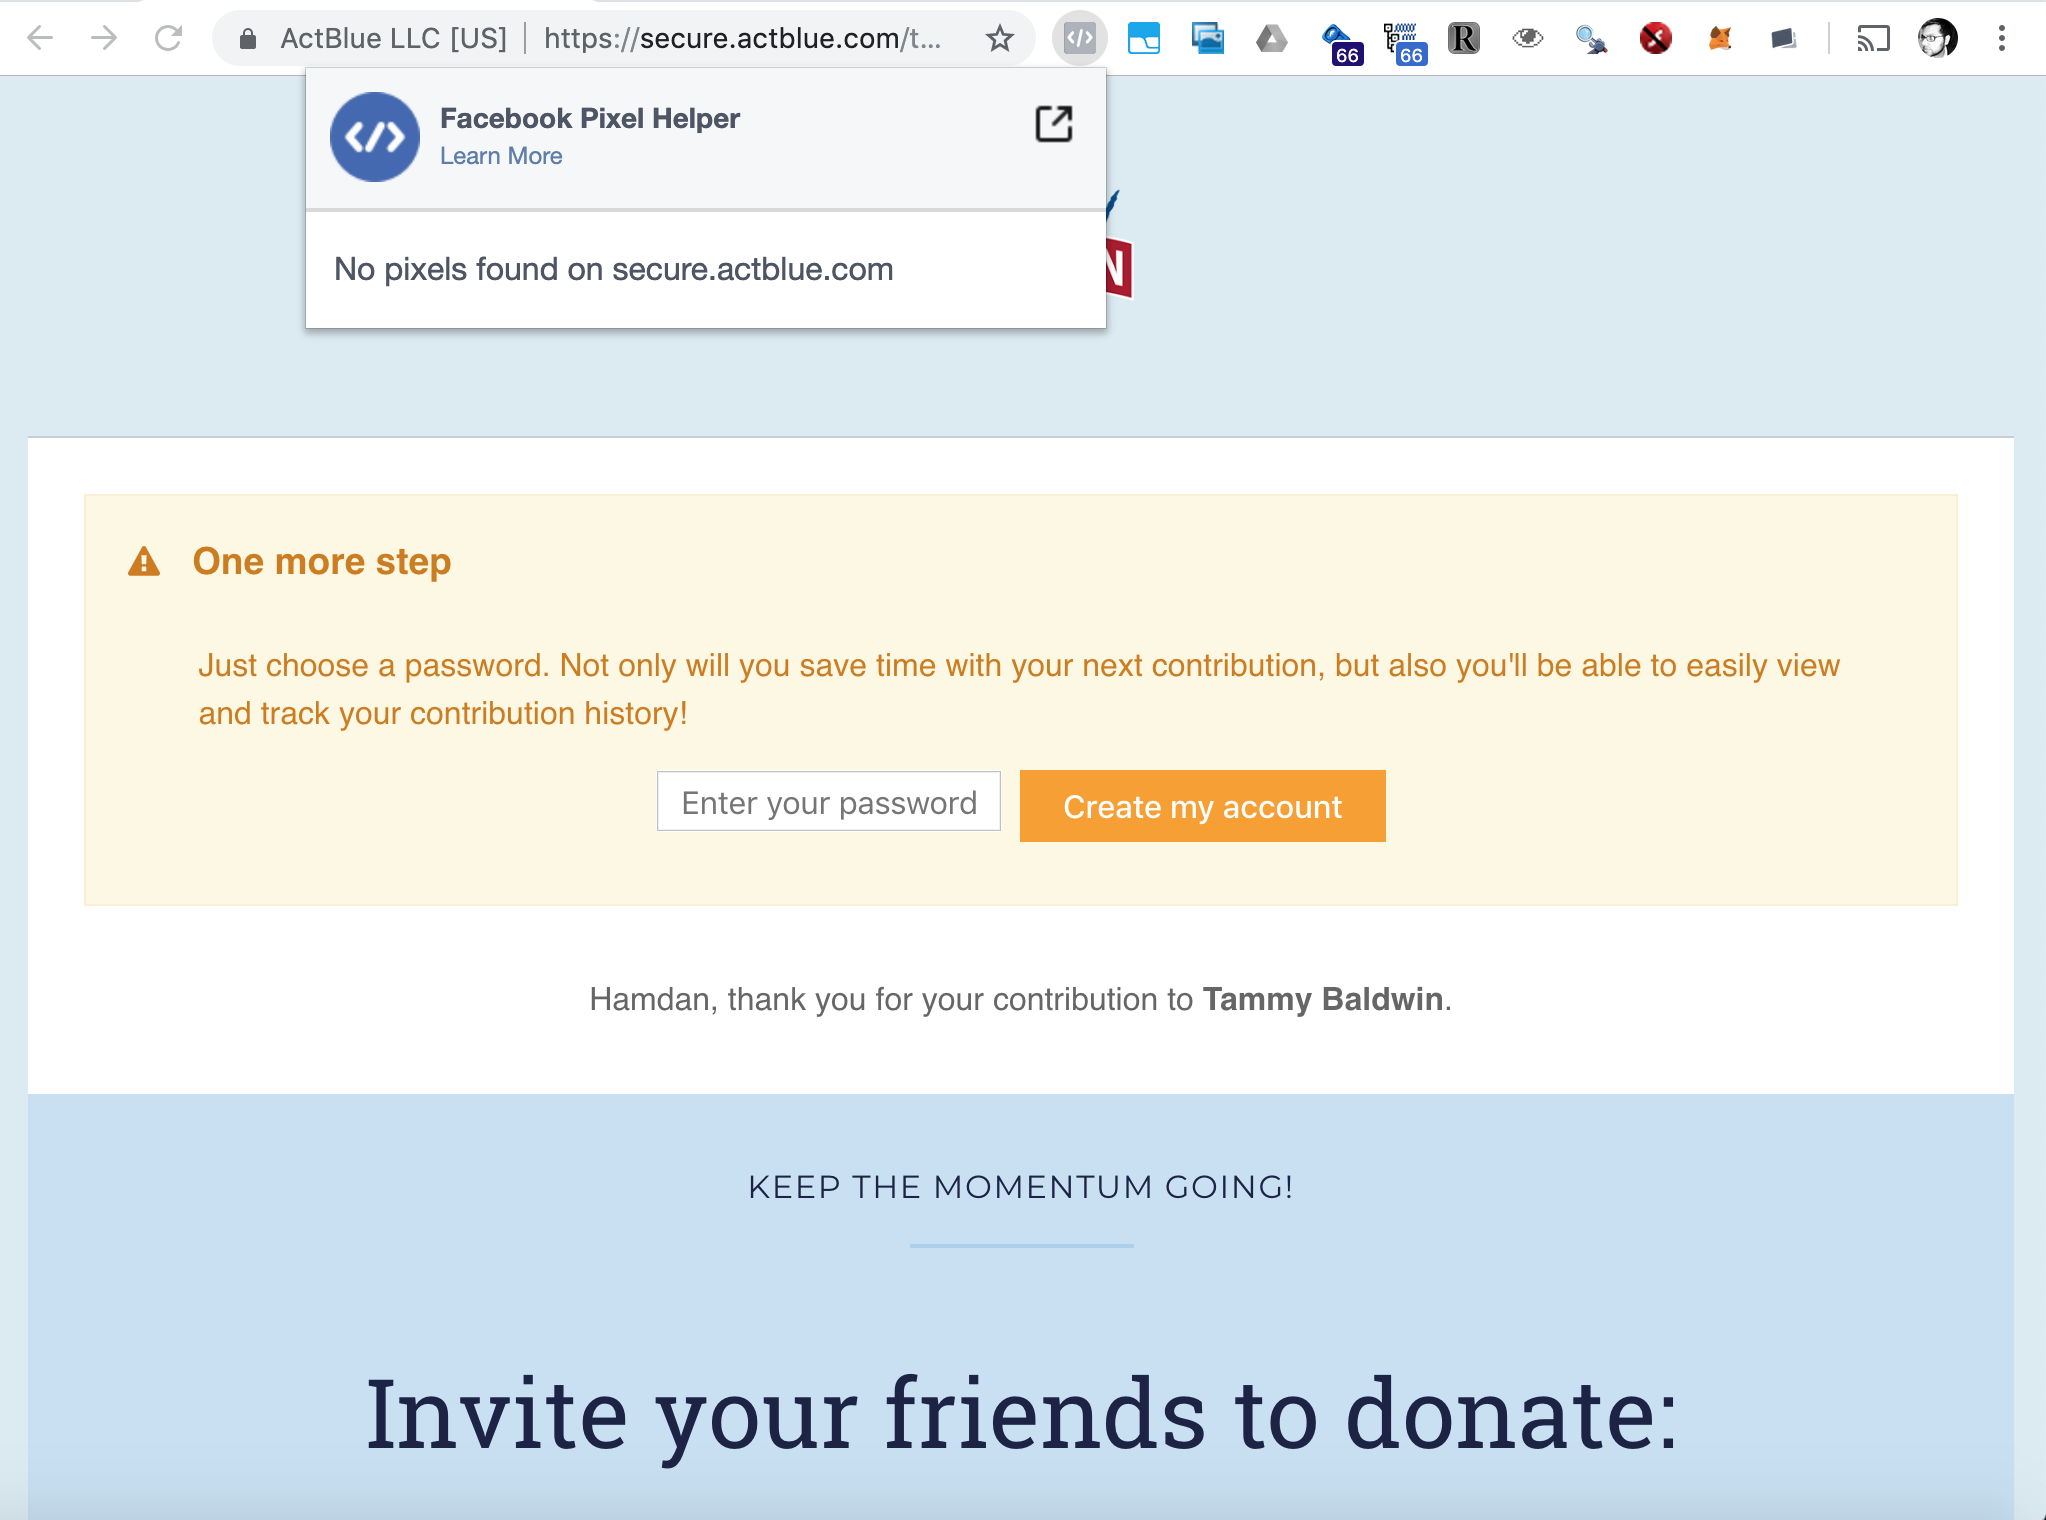 ActBlue LLC [US] | https://secure.actblue.com/t...
66
66
R
Facebook Pixel Helper
Learn More
No pixels found on secure.actblue.com
N
One more step
Just choose a password. Not only will you save time with your next contribution, but also you'll be able to easily view
and track your contribution history!
Enter your password
Create my account
Hamdan, thank you for your contribution to Tammy Baldwin.
KEEP THE MOMENTUM GOING!
Invite your friends to donate: